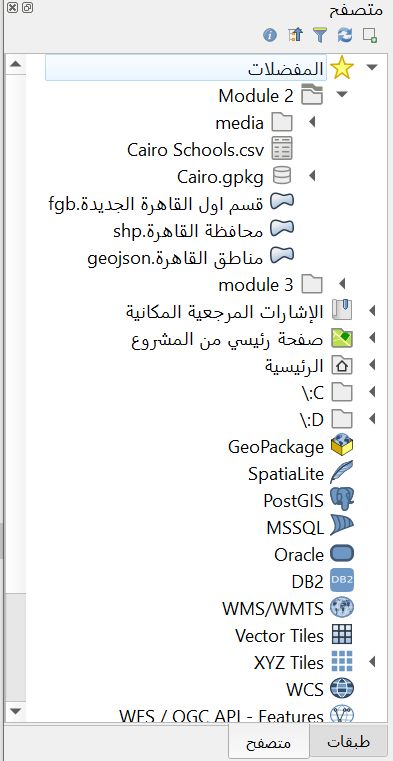 متصفح
المفضلات
Module 2
media
Cairo Schools.csv
Cairo.gpkg
قسم اول القاهرة الجديدة.fgb
محافظة القاهرة.shp
مناطق القاهرة.geojson
module 3
الإشارات المرجعية المكانية
صفحة رئيسي من المشروع
الرئيسية
C:\
D:\
GeoPackage
SpatiaLite
PostGIS
MSSQL
Oracle
DB2
DB2
WMS/WMTS
Vector Tiles
XYZ Tiles
WCS
WFS / OGC API - Features
طبقات
متصفح